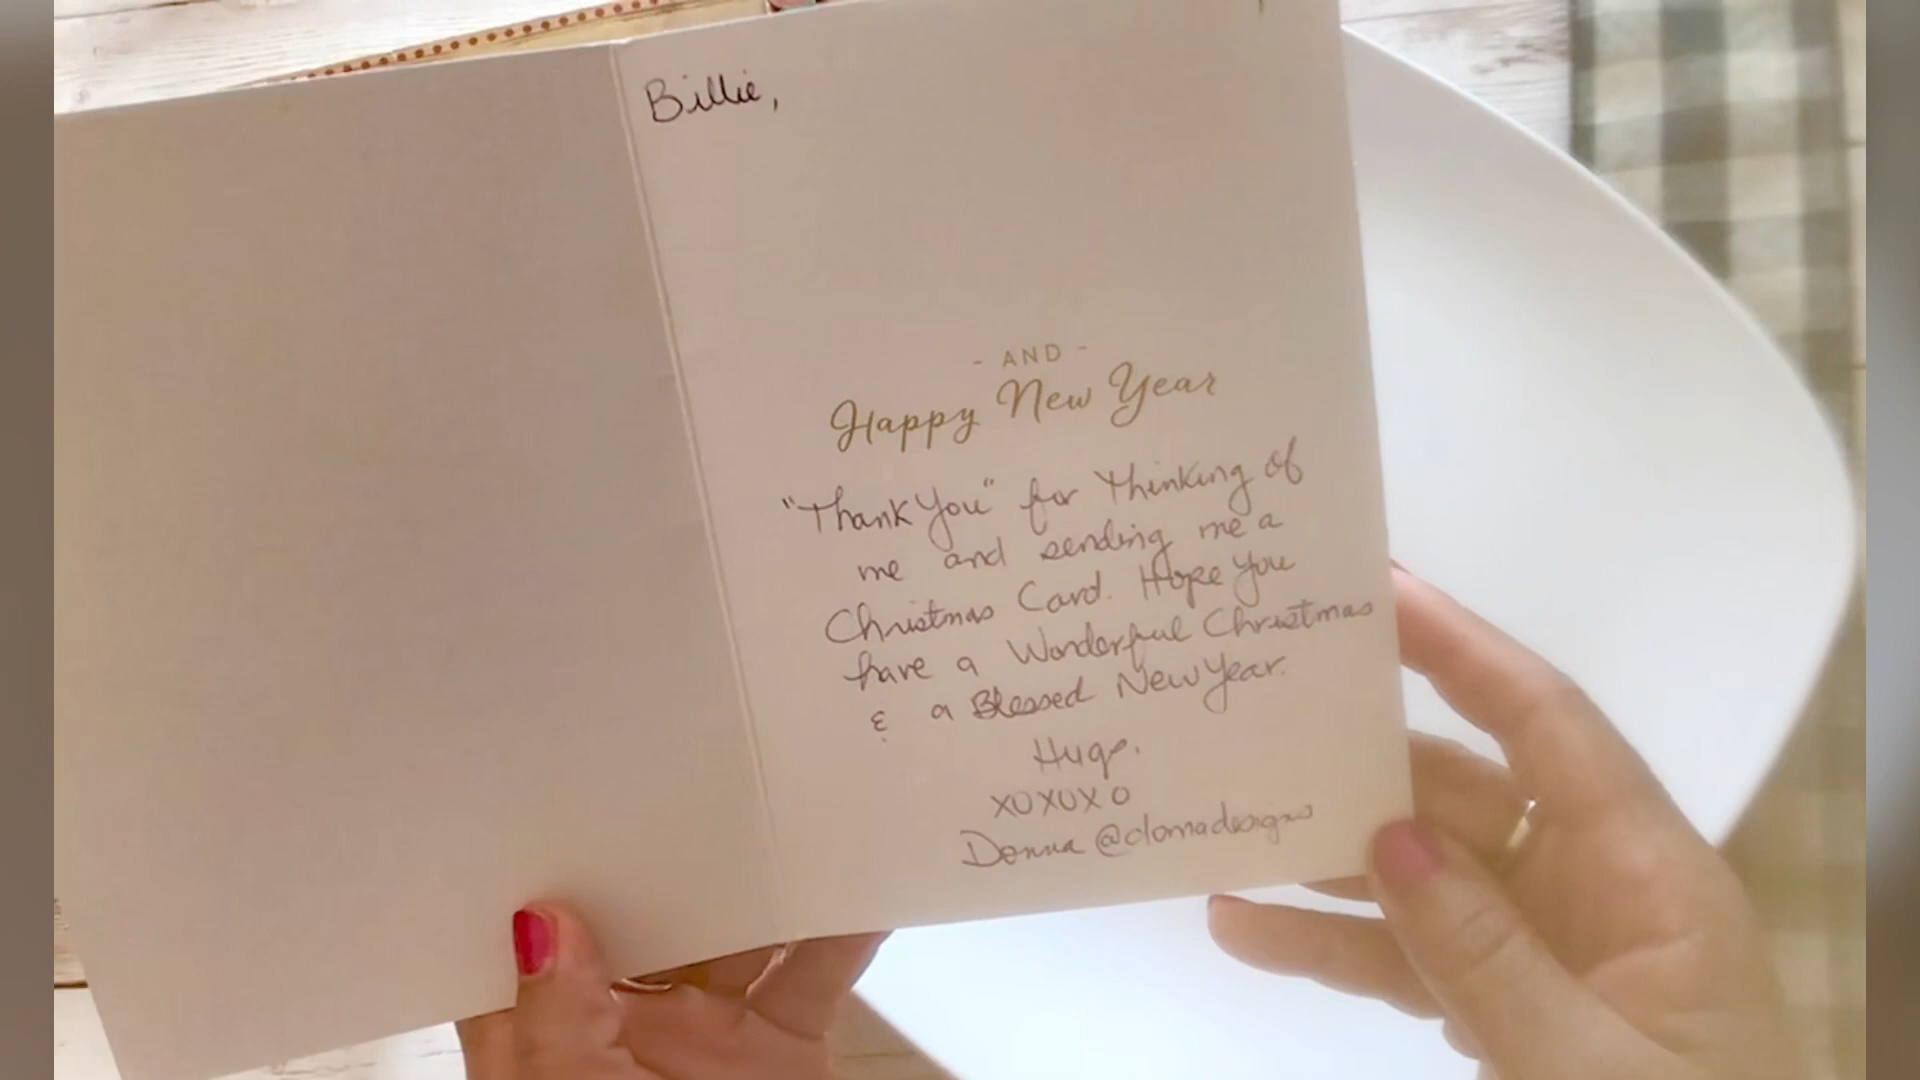 Billie,
- AND -
Happy New Year
"Thank You" for Thinking of
me and sending me a
Christmas Card. Hope You
have a Wonderful Christmas
& a Blessed New Year.
Hugs,
XOXOXO
Donna @domadesigns